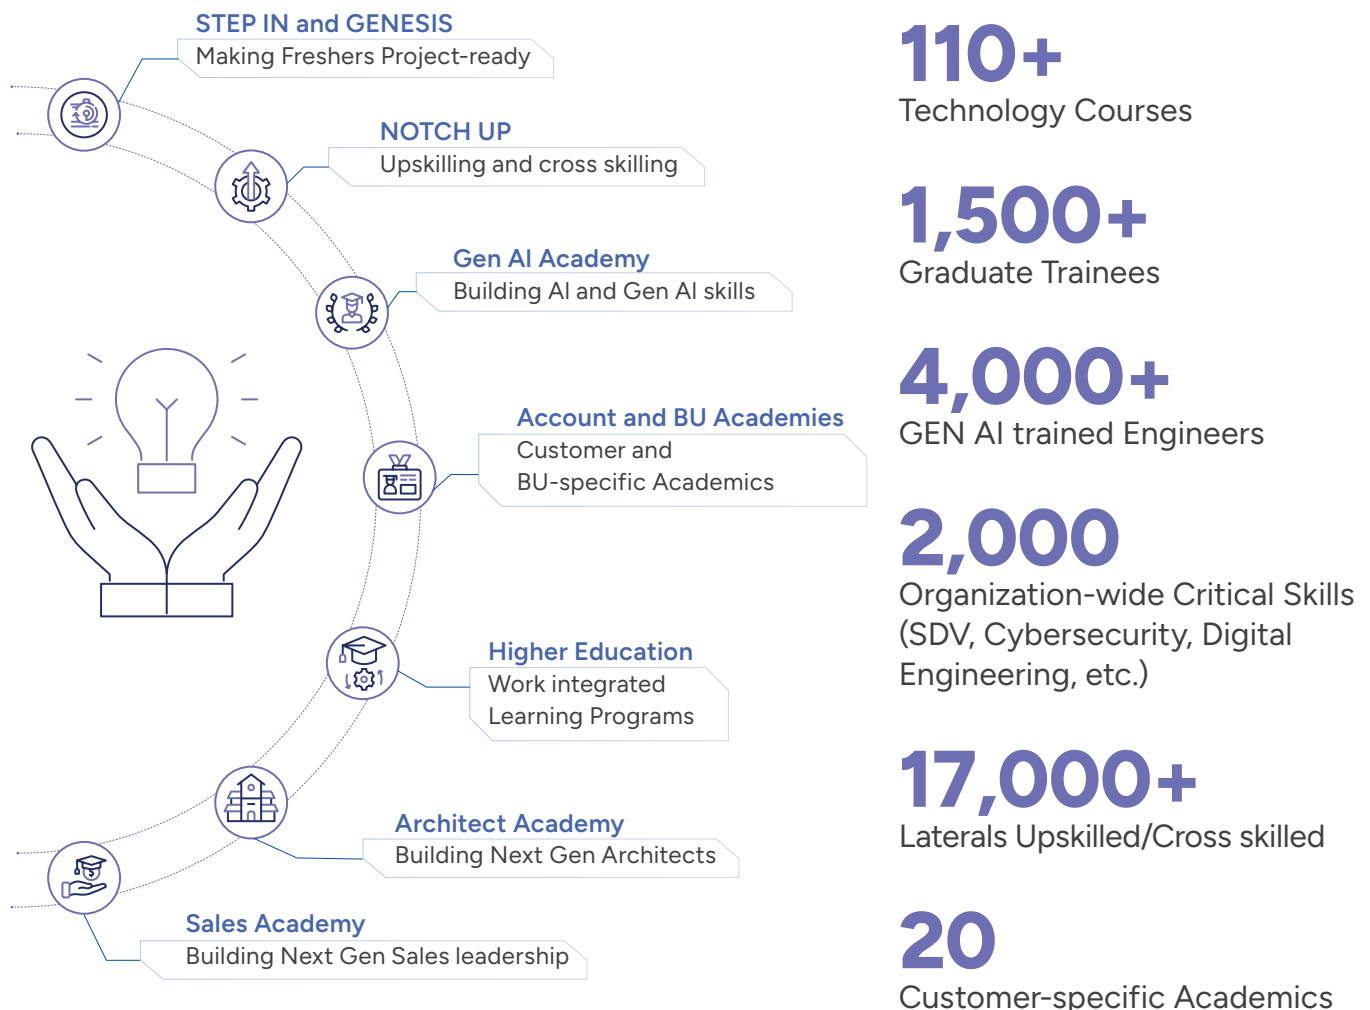 STEP IN and GENESIS
Making Freshers Project-ready
NOTCH UP
Upskilling and cross skilling
Gen AI Academy
Building AI and Gen AI skills
Account and BU Academies
Customer and
BU-specific Academics
Higher Education
Work integrated
Learning Programs
Architect Academy
Building Next Gen Architects
Sales Academy
Building Next Gen Sales leadership
110+
Technology Courses
1,500+
Graduate Trainees
4,000+
GEN AI trained Engineers
2,000
Organization-wide Critical Skills
(SDV, Cybersecurity, Digital
Engineering, etc.)
17,000+
Laterals Upskilled/Cross skilled
20
Customer-specific Academics